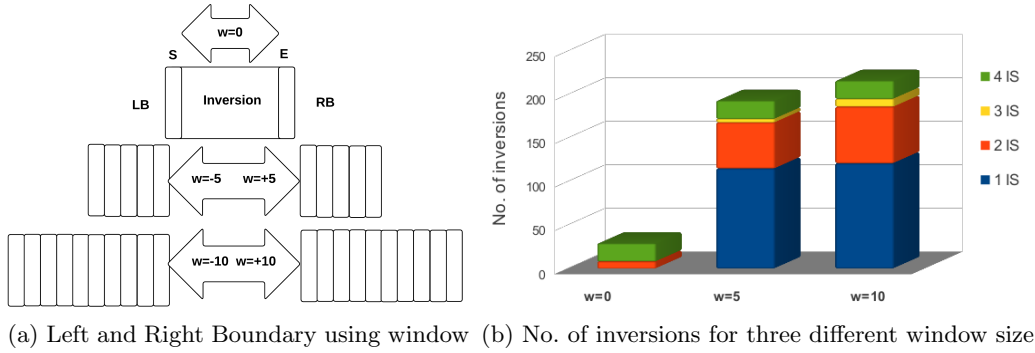 w=0
S E
LB Inversion RB
w=-5 w=+5
w=-10 w=+10
(a) Left and Right Boundary using window
No. of inversions
250
200
150
100
50
0
w=0 w=5 w=10
4 IS
3 IS
2 IS
1 IS
(b) No. of inversions for three different window size